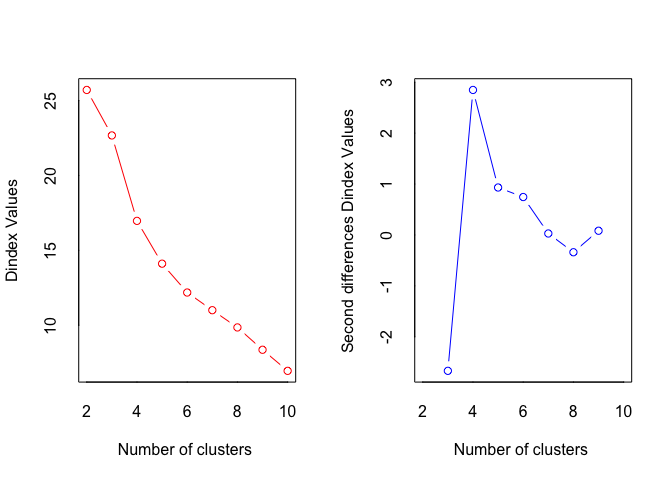 Dindex Values
25
20
15
10
2 4 6 8 10
Number of clusters
Second differences Dindex Values
3
2
1
0
-1
-2
2 4 6 8 10
Number of clusters